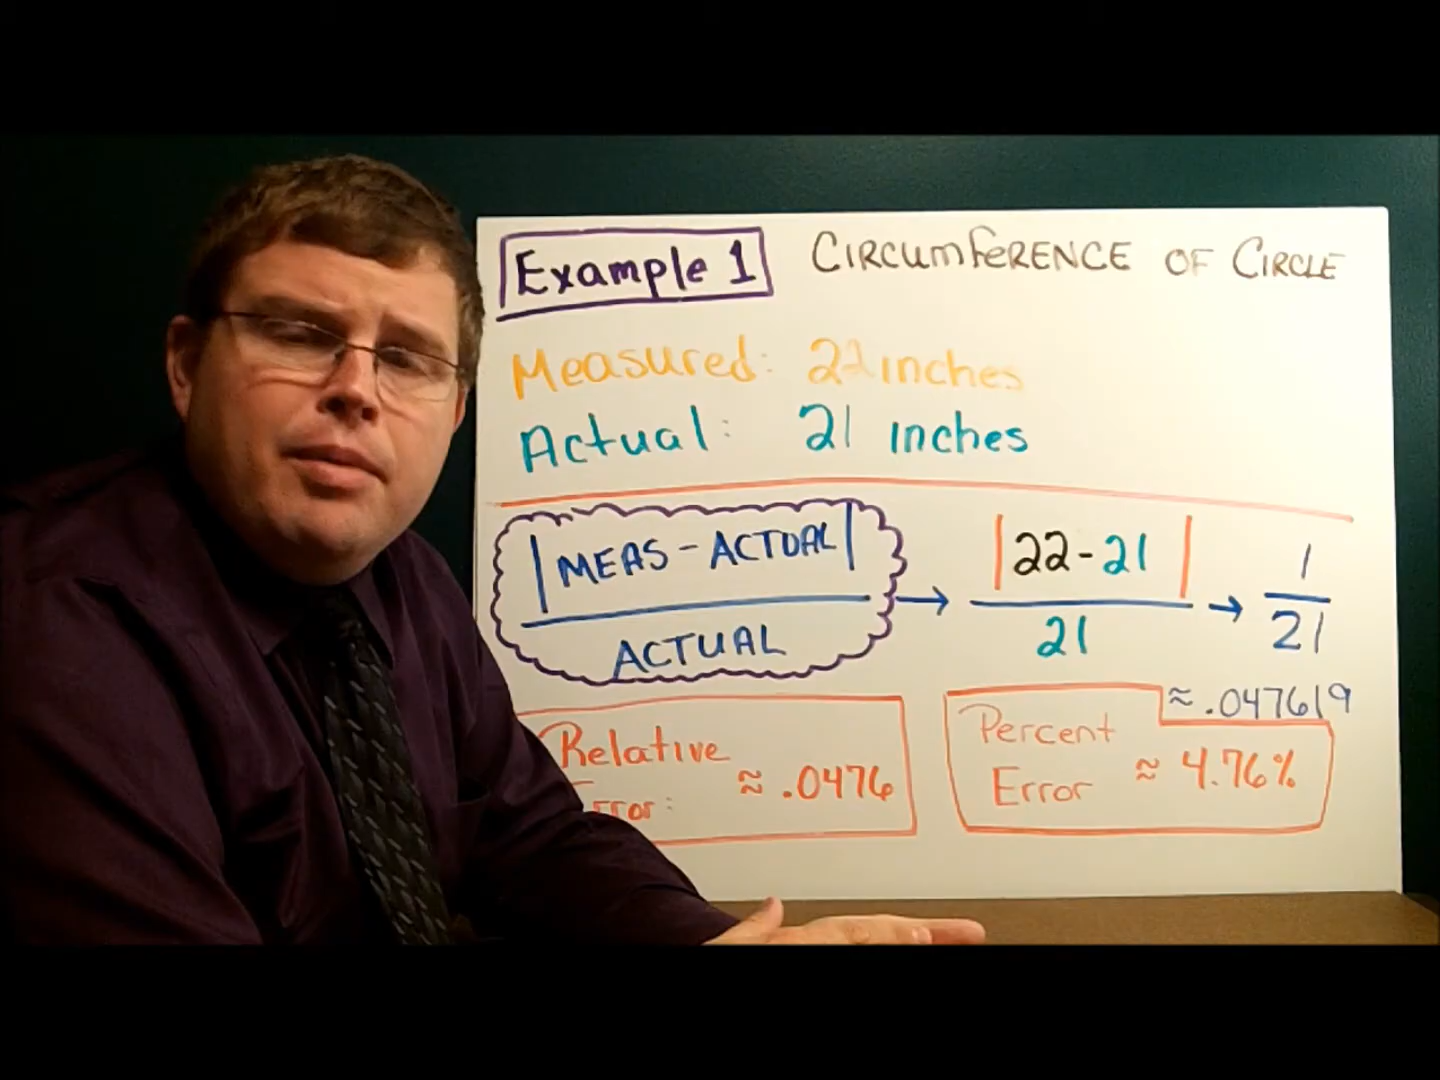 Example 1 CIRCUMFERENCE OF CIRCLE
Measured: 22 inches
Actual: 21 inches
|MEAS - ACTUAL| → |22-21| → 1
ACTUAL 21 21
≈ .047619
Relative Error: ≈ .0476
Percent Error ≈ 4.76%